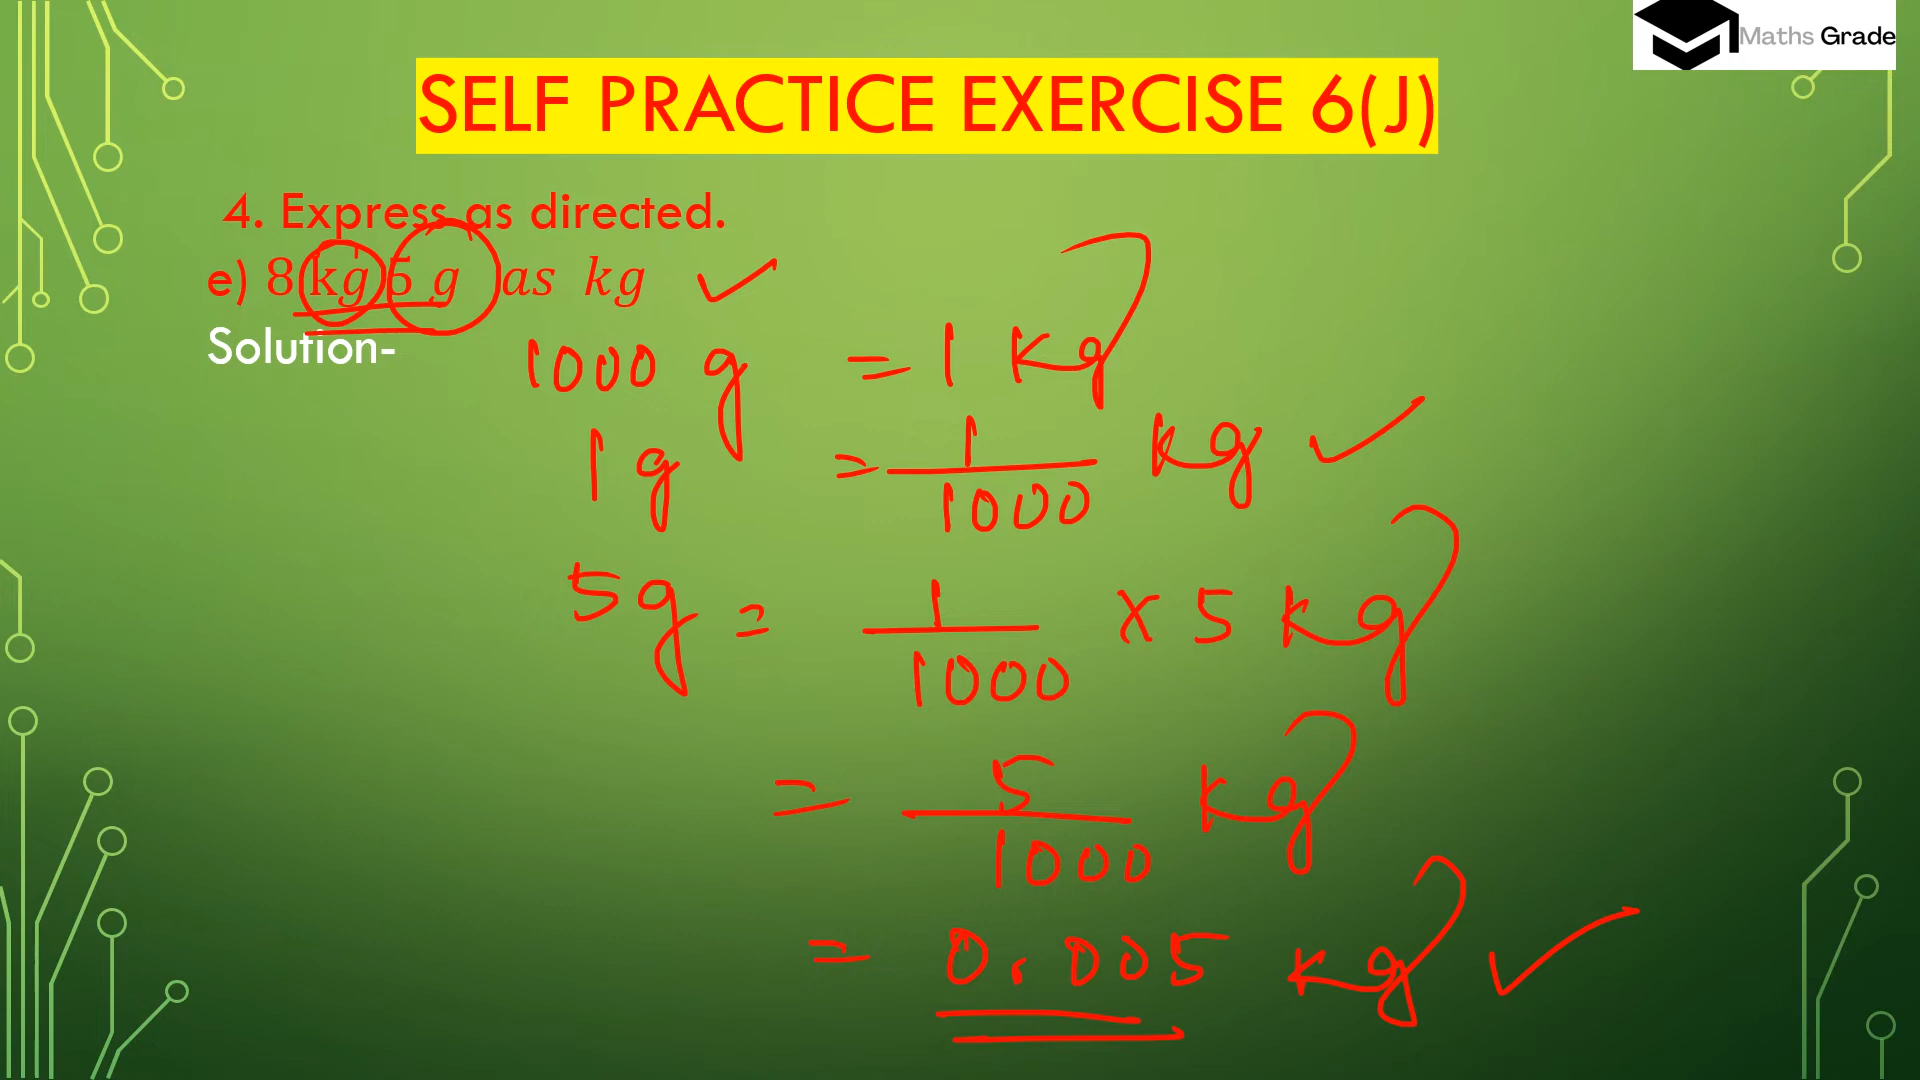 Maths Grade
SELF PRACTICE EXERCISE 6(J)
4. Express as directed.
e) 8 kg 5 g as kg
Solution-
1000 g = 1 kg
1 g = 1/1000 kg
5g = 1/1000 × 5 kg
= 5/1000 kg
= 0.005 kg